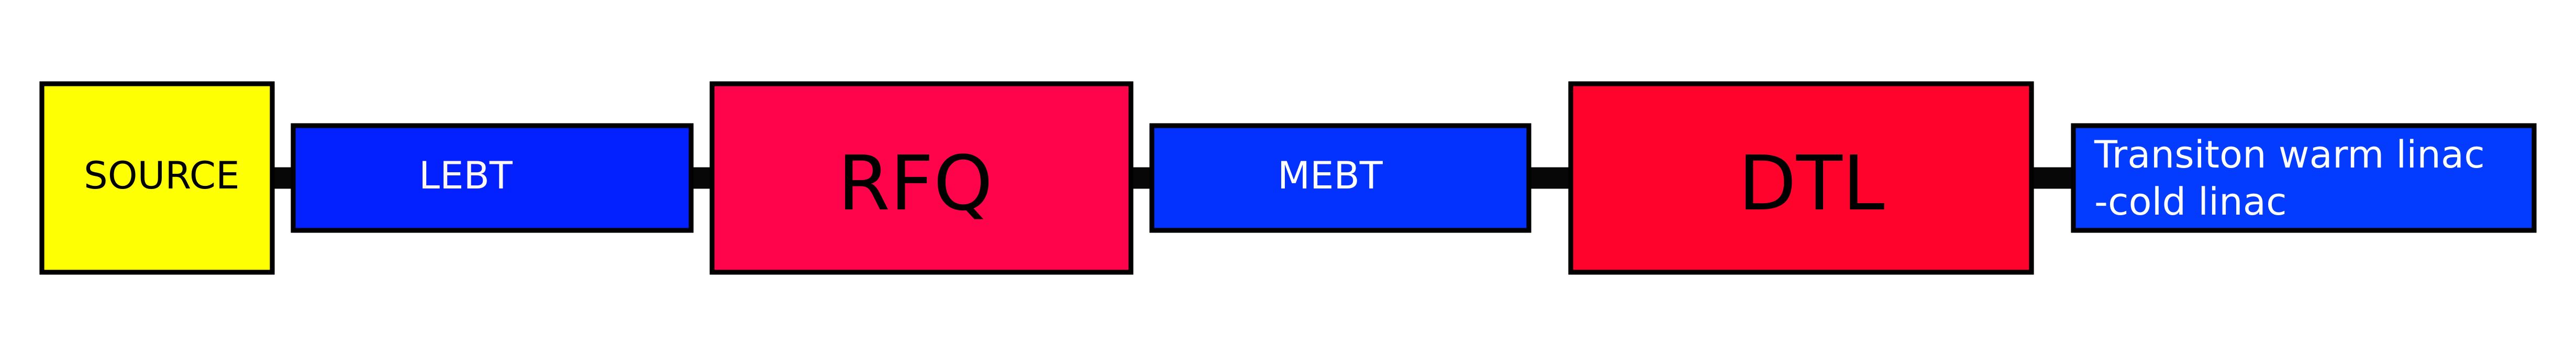 SOURCE
LEBT
RFQ
MEBT
DTL
Transiton warm linac
-cold linac